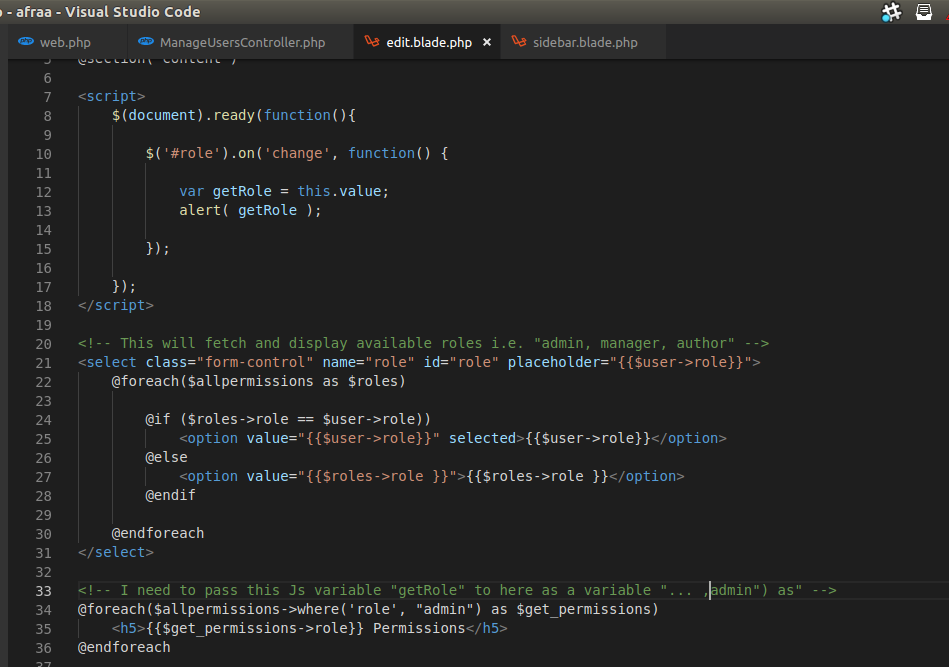 - afraa - Visual Studio Code
web.php
ManageUsersController.php
edit.blade.php ×
sidebar.blade.php
5 @section('content')
6
7 <script>
8 $(document).ready(function(){
9
10 $('#role').on('change', function() {
11
12 var getRole = this.value;
13 alert( getRole );
14
15 });
16
17 });
18 </script>
19
20 <!-- This will fetch and display available roles i.e. "admin, manager, author" -->
21 <select class="form-control" name="role" id="role" placeholder="{{$user->role}}">
22 @foreach($allpermissions as $roles)
23
24 @if ($roles->role == $user->role))
25 <option value="{{$user->role}}" selected>{{$user->role}}</option>
26 @else
27 <option value="{{$roles->role }}">{{$roles->role }}</option>
28 @endif
29
30 @endforeach
31 </select>
32
33 <!-- I need to pass this Js variable "getRole" to here as a variable "... ,admin") as" -->
34 @foreach($allpermissions->where('role', "admin") as $get_permissions)
35 <h5>{{$get_permissions->role}} Permissions</h5>
36 @endforeach
37